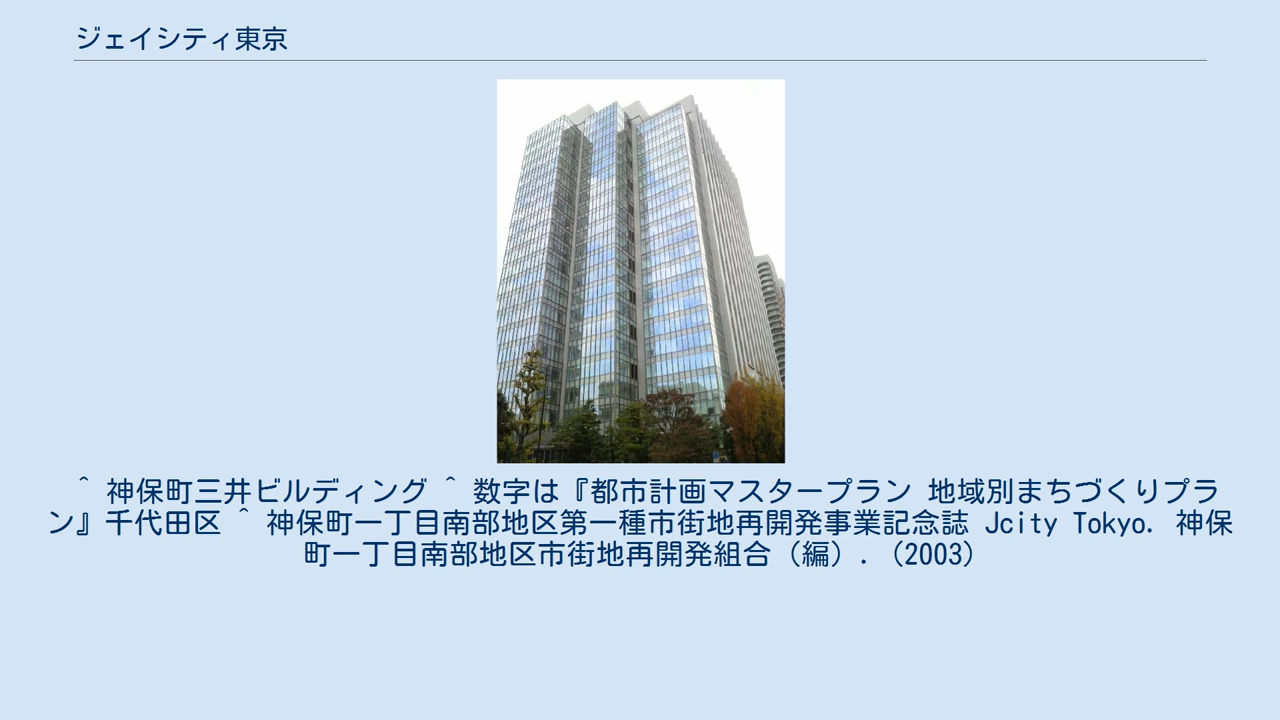 ジェイシティ東京
^ 神保町三井ビルディング ^ 数字は『都市計画マスタープラン 地域別まちづくりプラ
ン』千代田区 ^ 神保町一丁目南部地区第一種市街地再開発事業記念誌 Jcity Tokyo. 神保
町一丁目南部地区市街地再開発組合（編）. （2003）